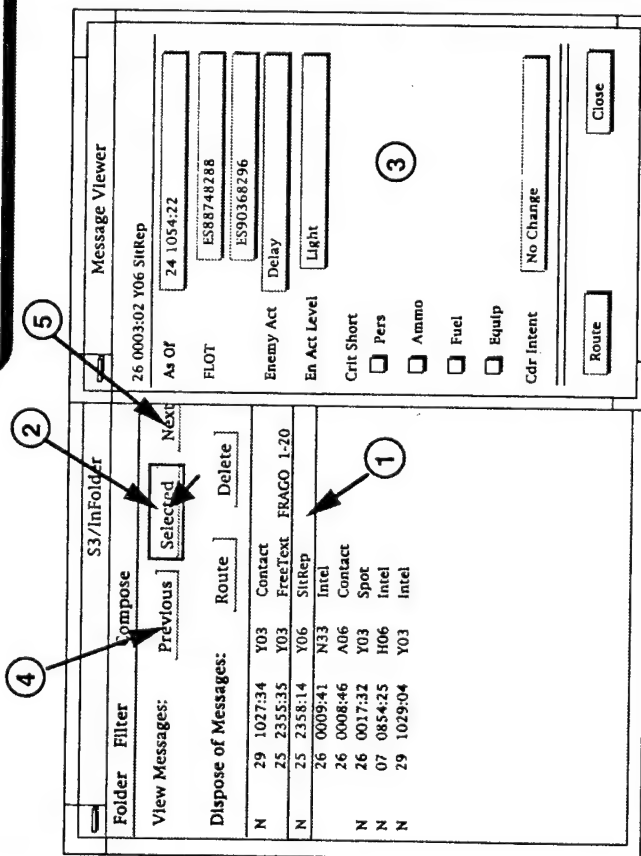 S3/InFolder
Folder Filter Compose
View Messages: Previous Selected Next
Dispose of Messages: Route Delete
N 29 1027:34 Y03 Contact
25 2355:35 Y03 FreeText FRAGO 1-20
N 25 2358:14 Y06 SitRep
26 0009:41 N33 Intel
26 0008:46 A06 Contact
N 26 0017:32 Y03 Spot
N 07 0854:25 H06 Intel
N 29 1029:04 Y03 Intel
4
2
5
1
Message Viewer
26 0003:02 Y06 SitRep
As Of 24 1054:22
FLOT ES88748288
ES90368296
Enemy Act Delay
En Act Level Light
Crit Short
Pers
Ammo
Fuel
Equip
3
Cdr Intent No Change
Route Close